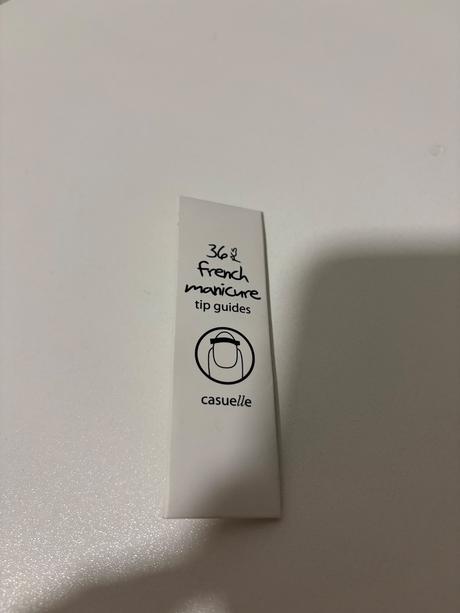 36
french
manicure
tip guides
casuelle